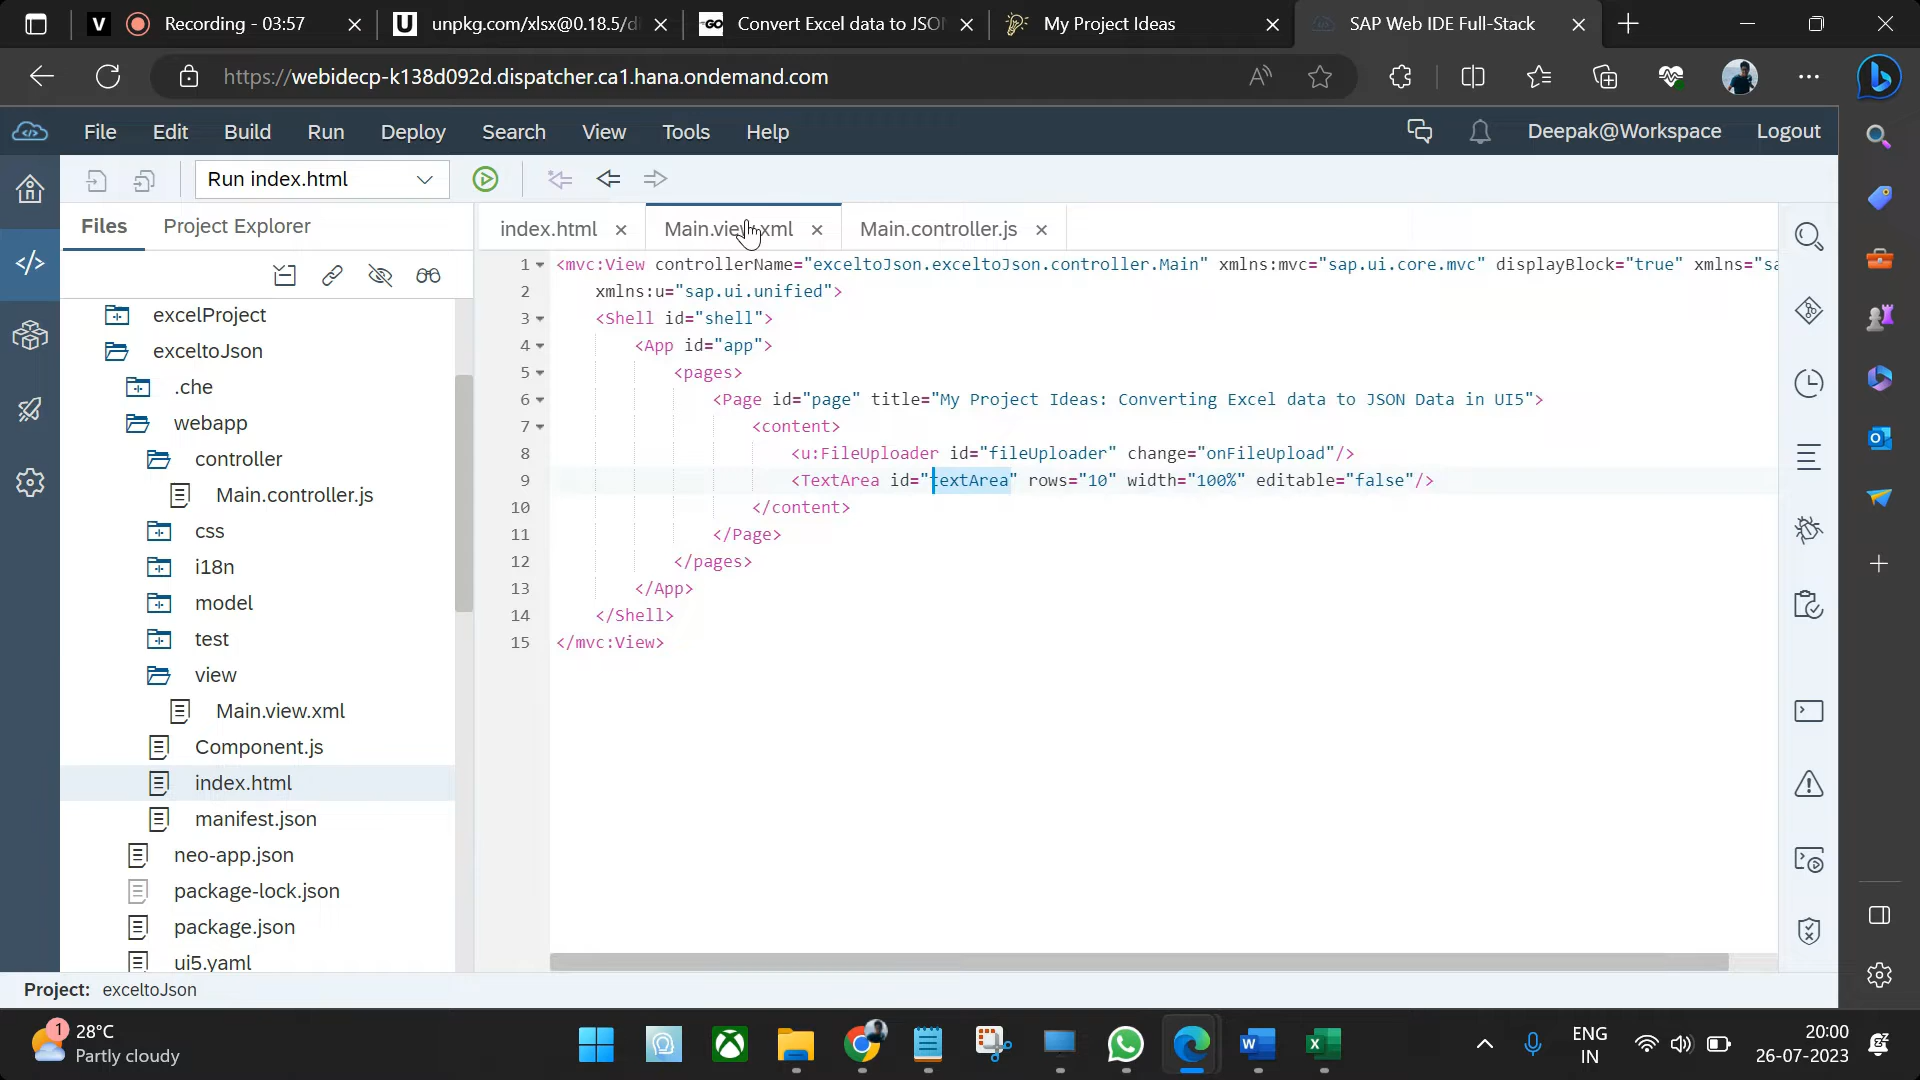 Recording - 03:57
unpkg.com/xlsx@0.18.5/di
GO
Convert Excel data to JSON
My Project Ideas
SAP Web IDE Full-Stack
https://webidecp-k138d092d.dispatcher.ca1.hana.ondemand.com
File Edit Build Run Deploy Search View Tools Help
Deepak@Workspace
Logout
Run index.html
Files
Project Explorer
index.html
Main.view.xml
Main.controller.js
excelProject
exceltoJson
.che
webapp
controller
Main.controller.js
css
i18n
model
test
view
Main.view.xml
Component.js
index.html
manifest.json
neo-app.json
package-lock.json
package.json
ui5.yaml
1 <mvc:View controllerName="exceltoJson.exceltoJson.controller.Main" xmlns:mvc="sap.ui.core.mvc" displayBlock="true" xmlns="sa
2 xmlns:u="sap.ui.unified">
3 <Shell id="shell">
4 <App id="app">
5 <pages>
6 <Page id="page" title="My Project Ideas: Converting Excel data to JSON Data in UI5">
7 <content>
8 <u:FileUploader id="fileUploader" change="onFileUpload"/>
9 <TextArea id="textArea" rows="10" width="100%" editable="false"/>
10 </content>
11 </Page>
12 </pages>
13 </App>
14 </Shell>
15 </mvc:View>
Project: exceltoJson
1
28°C
Partly cloudy
ENG
IN
20:00
26-07-2023